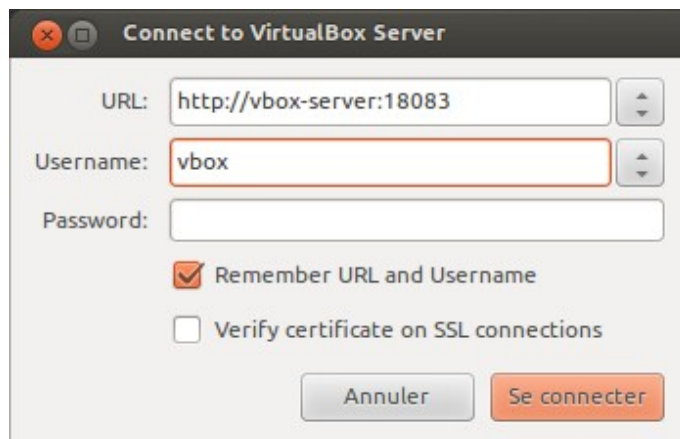 Connect to VirtualBox Server
URL: http://vbox-server:18083
Username: vbox
Password:
Remember URL and Username
Verify certificate on SSL connections
Annuler Se connecter